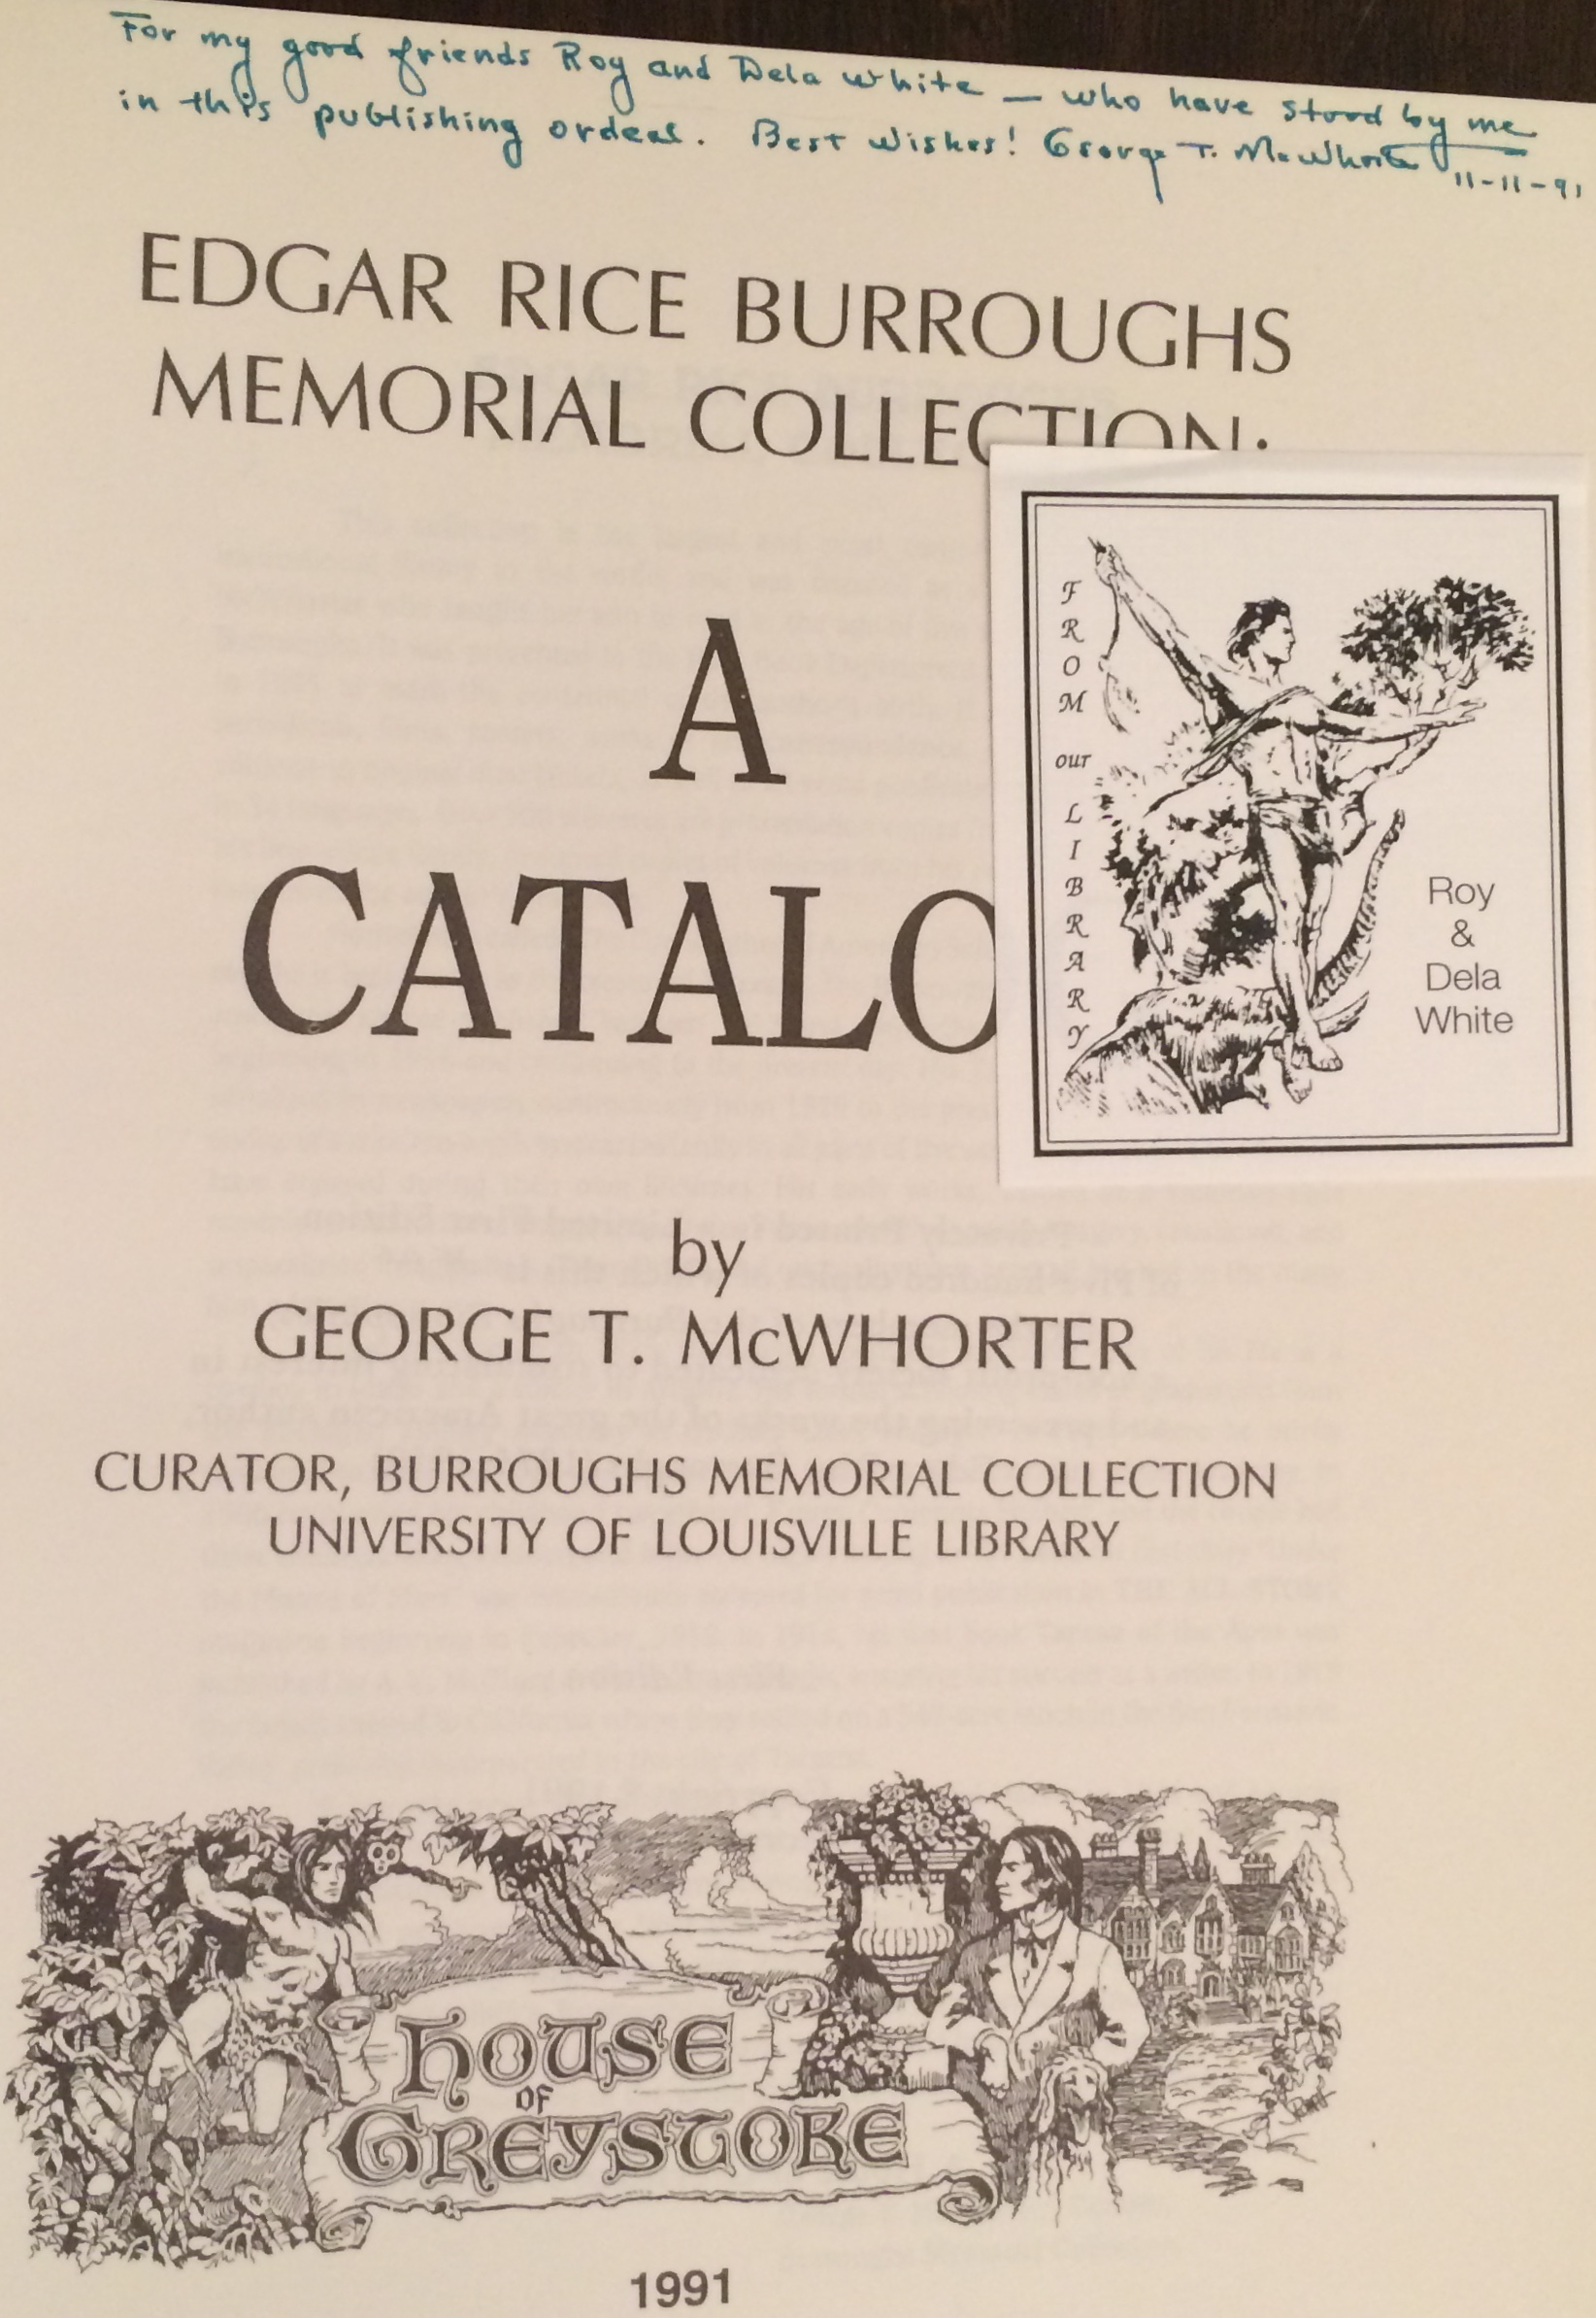 For my good friends Roy and Dela White — who have stood by me
in this publishing ordeal. Best Wishes! George T. McWhorter 11-11-91
EDGAR RICE BURROUGHS
MEMORIAL COLLECTION:
A
CATALO
FROM
our
LIBRARY
Roy
&
Dela
White
by
GEORGE T. McWHORTER
CURATOR, BURROUGHS MEMORIAL COLLECTION
UNIVERSITY OF LOUISVILLE LIBRARY
HOUSE
OF
GREYSTOKE
1991